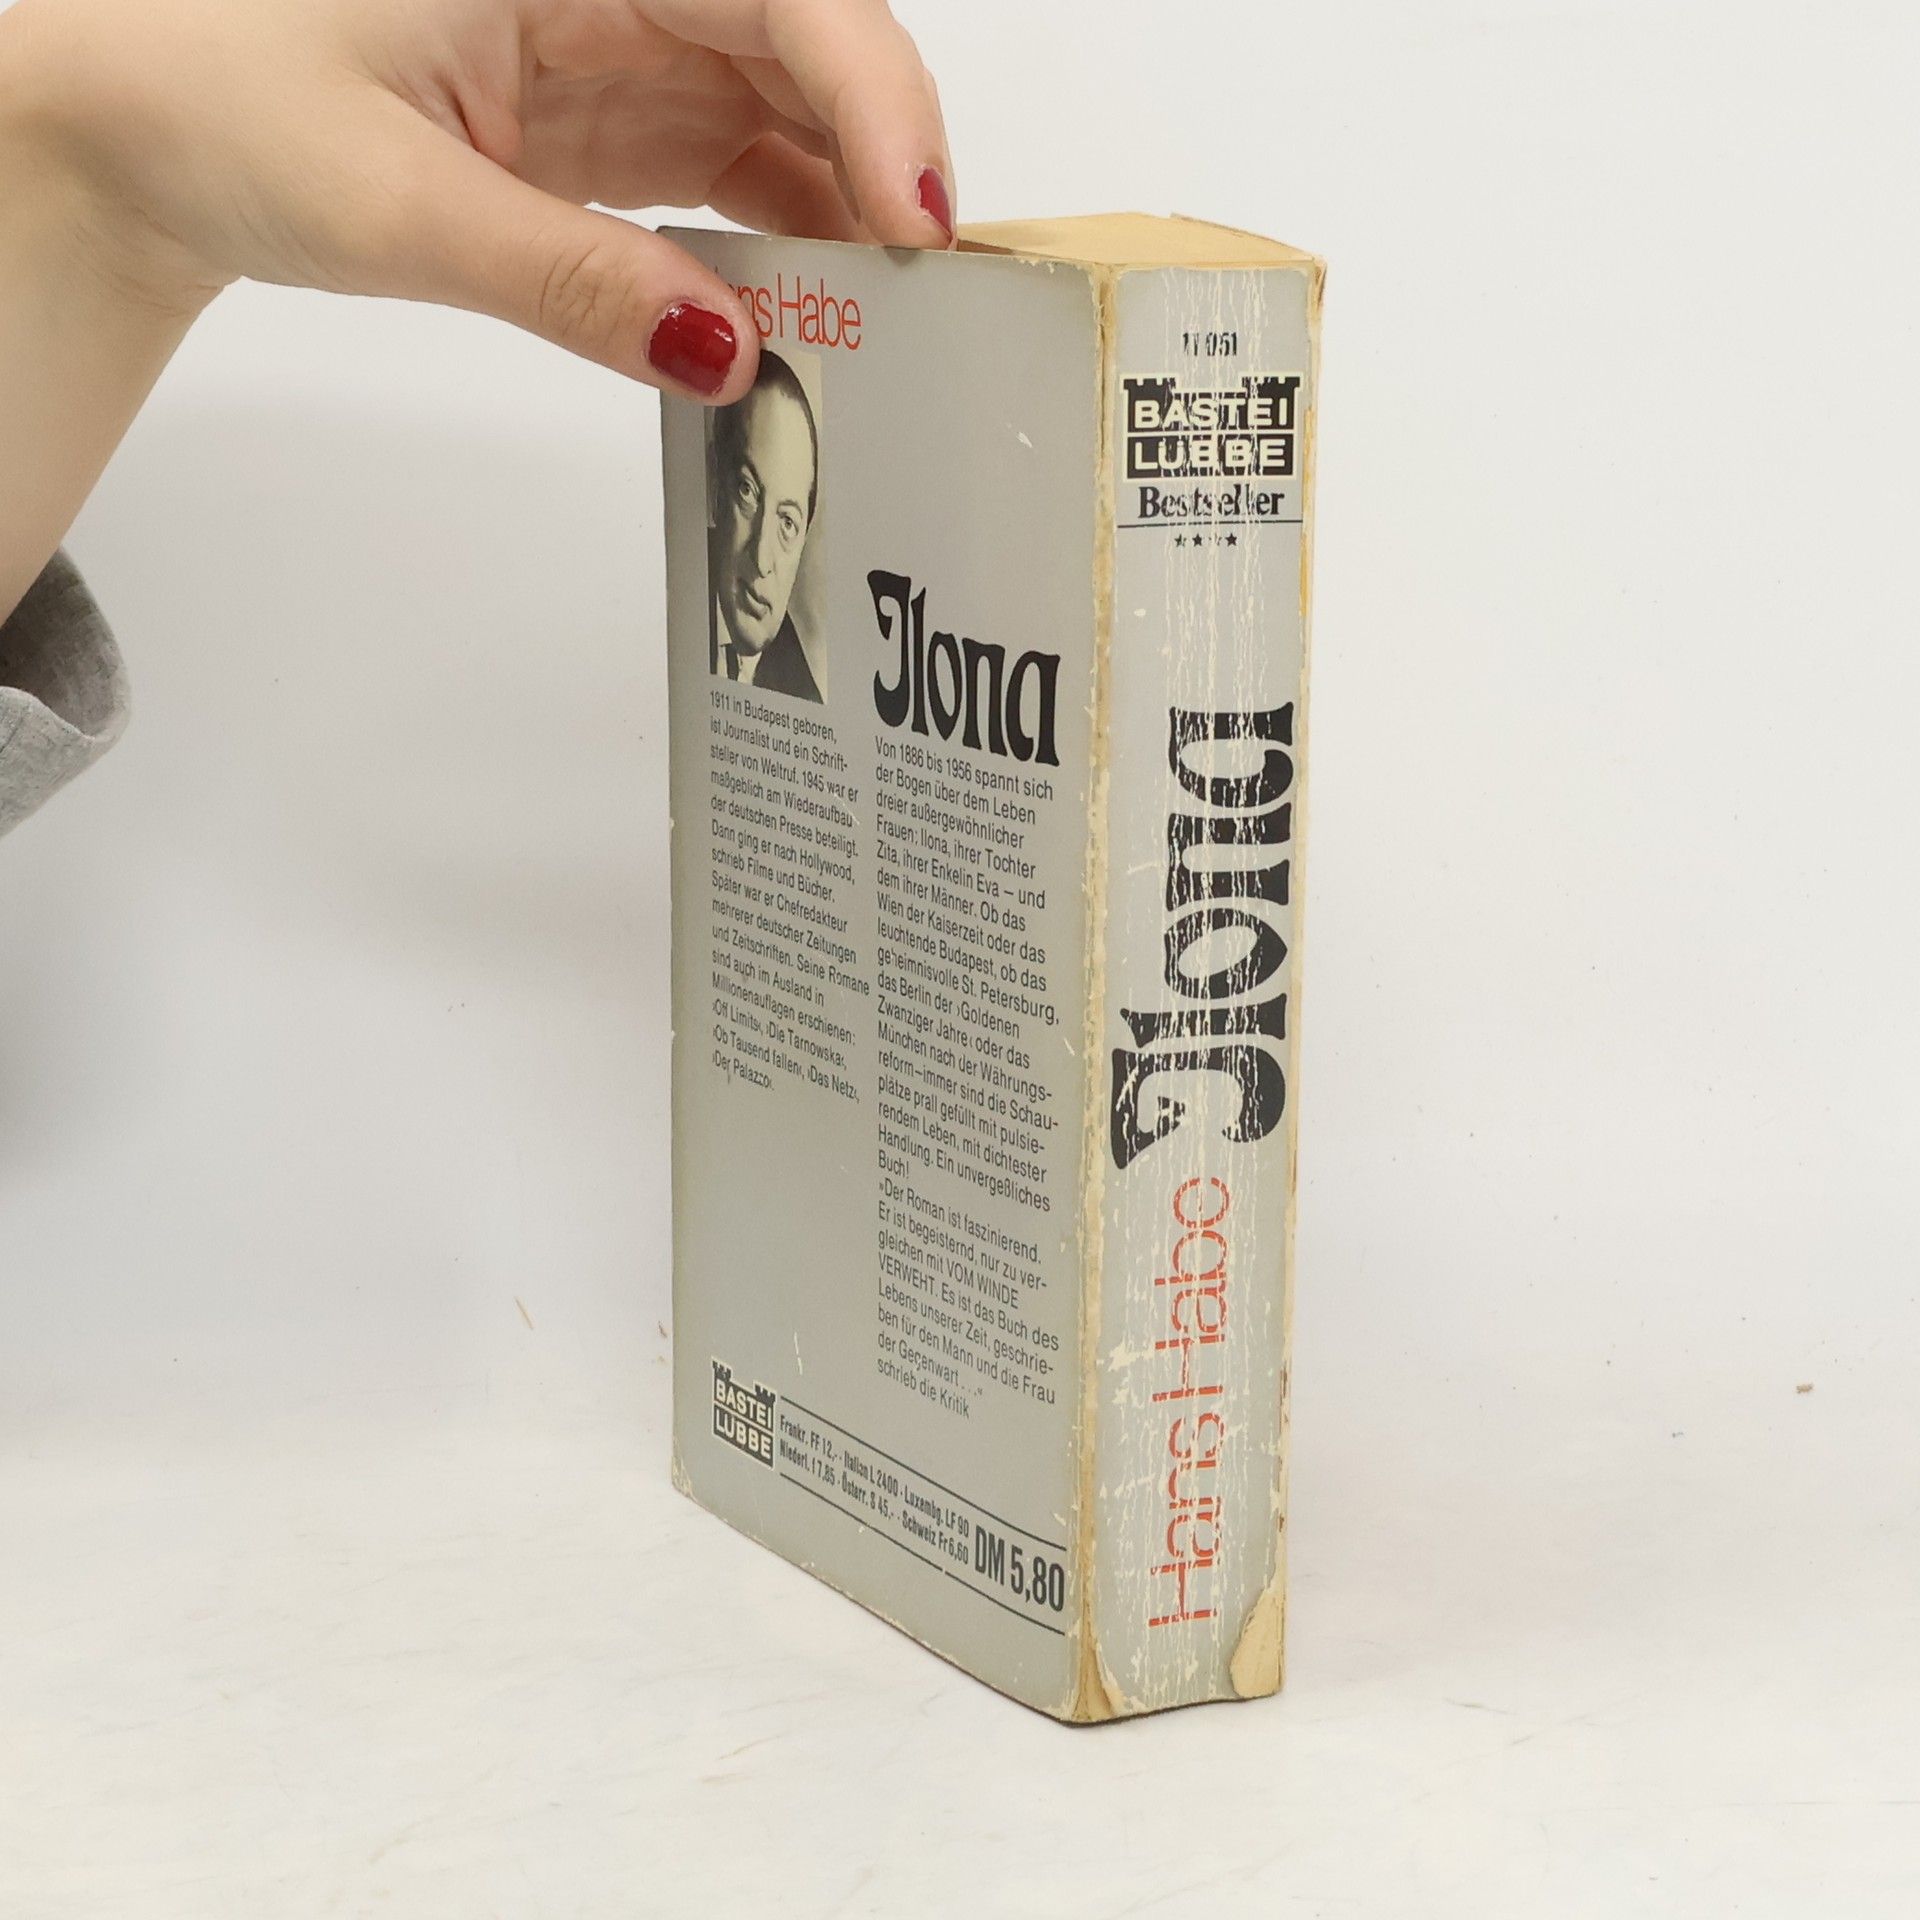 ns Habe
1911 in Budapest geboren,
ist Journalist und ein Schrift-
steller von Weltruf. 1945 war er
maßgeblich am Wiederaufbau
der deutschen Presse beteiligt.
Dann ging er nach Hollywood,
schrieb Filme und Bücher.
Später war er Chefredakteur
mehrerer deutscher Zeitungen
und Zeitschriften. Seine Romane
sind auch im Ausland in
Millionenauflagen erschienen:
›Off Limits‹, ›Die Tarnowska‹,
›Ob Tausend fallen‹, ›Das Netz‹,
›Der Palazzo‹.
Ilona
Von 1886 bis 1956 spannt sich
der Bogen über dem Leben
dreier außergewöhnlicher
Frauen: Ilona, ihrer Tochter
Zita, ihrer Enkelin Eva – und
dem ihrer Männer. Ob das
Wien der Kaiserzeit oder das
leuchtende Budapest, ob das
geheimnisvolle St. Petersburg,
das Berlin der ›Goldenen
Zwanziger Jahre‹ oder das
München nach der Währungs-
reform – immer sind die Schau-
plätze prall gefüllt mit pulsie-
rendem Leben, mit dichtester
Handlung. Ein unvergeßliches
Buch!
»Der Roman ist faszinierend.
Er ist begeisternd, nur zu ver-
gleichen mit VOM WINDE
VERWEHT. Es ist das Buch des
Lebens unserer Zeit, geschrie-
ben für den Mann und die Frau
der Gegenwart . . .«
schrieb die Kritik
BASTEI
LÜBBE
Frankr. FF 12,- · Italien L 2400 · Luxembg. LF 90
Niederl. f 7,85 · Österr. S 45,- · Schweiz Fr 6,60
DM 5,80
11 051
BASTEI
LÜBBE
Bestseller
Hans Habe Ilona